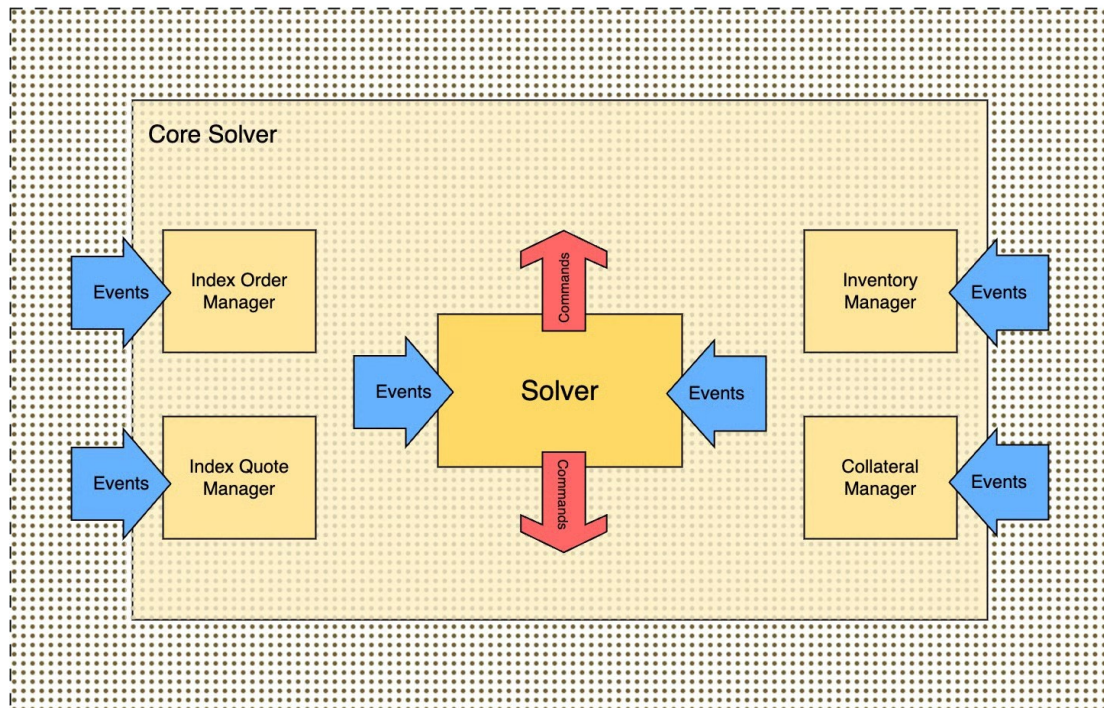 Core Solver
Events
Index Order
Manager
Commands
Inventory
Manager
Events
Events
Solver
Events
Events
Index Quote
Manager
Commands
Collateral
Manager
Events